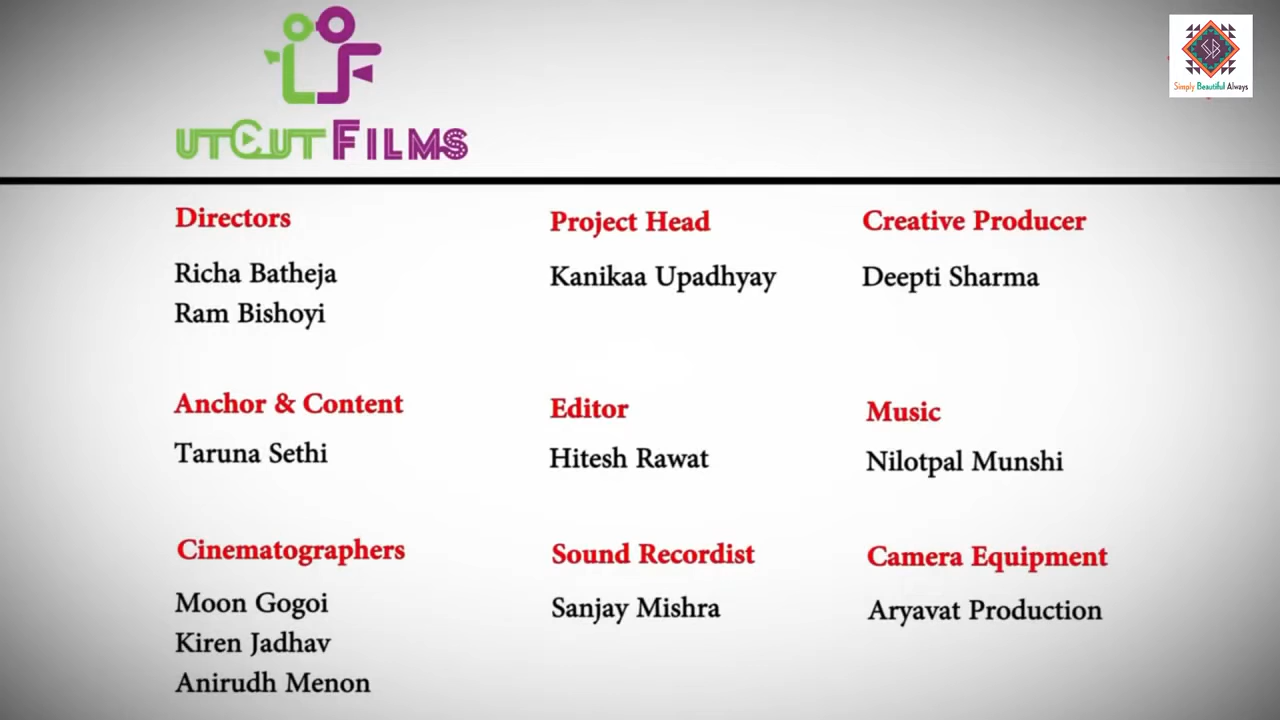 UTCUT FILMS
SB
Simply Beautiful Always
Directors
Richa Batheja
Ram Bishoyi
Project Head
Kanikaa Upadhyay
Creative Producer
Deepti Sharma
Anchor & Content
Taruna Sethi
Editor
Hitesh Rawat
Music
Nilotpal Munshi
Cinematographers
Moon Gogoi
Kiren Jadhav
Anirudh Menon
Sound Recordist
Sanjay Mishra
Camera Equipment
Aryavat Production